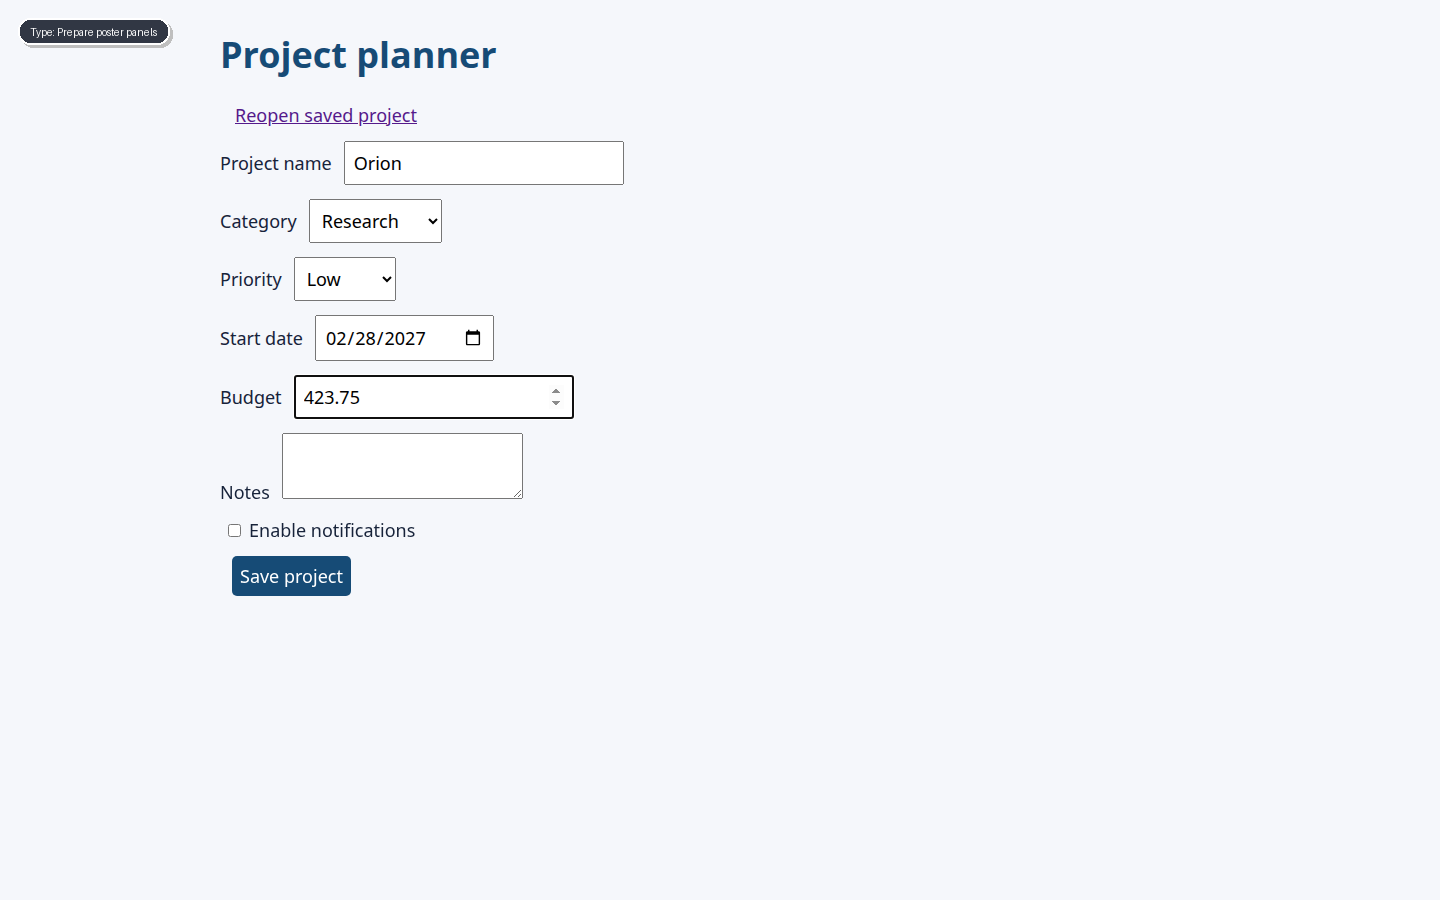 Type: Prepare poster panels
Project planner
Reopen saved project
Project name Orion
Category Research
Priority Low
Start date 02/28/2027
Budget 423.75
Notes
Enable notifications
Save project